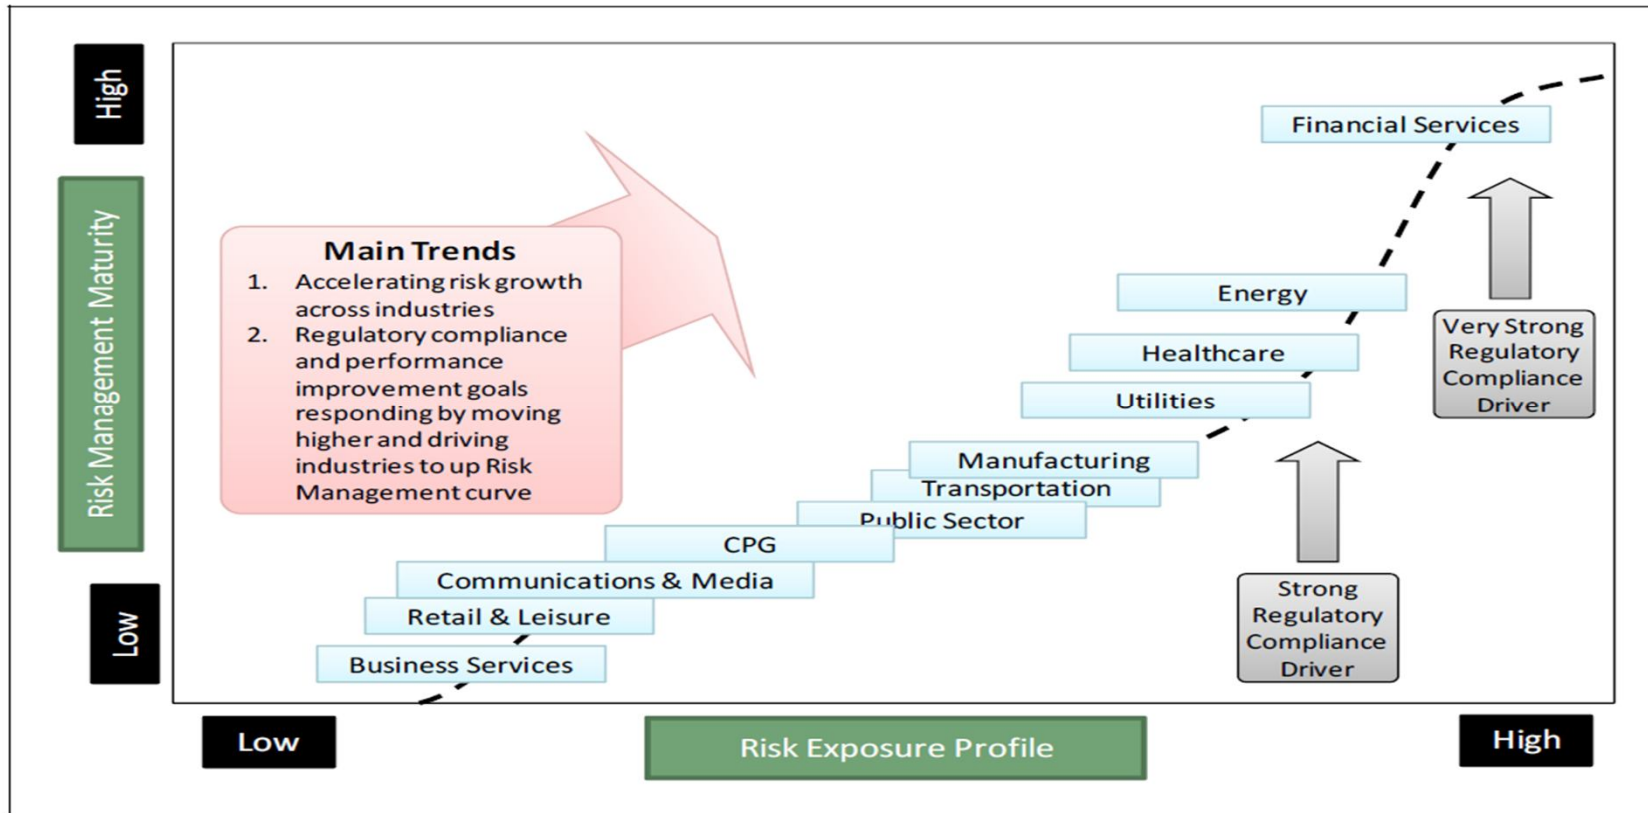 High
Risk Management Maturity
Low
Main Trends
1. Accelerating risk growth
across industries
2. Regulatory compliance
and performance
improvement goals
responding by moving
higher and driving
industries to up Risk
Management curve
Financial Services
Energy
Healthcare
Utilities
Manufacturing
Transportation
Public Sector
CPG
Communications & Media
Retail & Leisure
Business Services
Very Strong
Regulatory
Compliance
Driver
Strong
Regulatory
Compliance
Driver
Low
Risk Exposure Profile
High